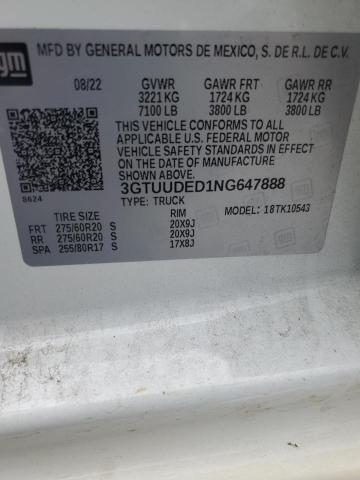 gm
MFD BY GENERAL MOTORS DE MEXICO, S. DE R.L. DE C.V.
08/22 GVWR GAWR FRT GAWR RR
3221 KG 1724 KG 1724 KG
7100 LB 3800 LB 3800 LB
THIS VEHICLE CONFORMS TO ALL
APPLICABLE U.S. FEDERAL MOTOR
VEHICLE SAFETY STANDARDS IN EFFECT
ON THE DATE OF MANUFACTURE
SHOWN ABOVE.
8624
3GTUUDED1NG647888
TYPE: TRUCK MODEL: 18TK10543
TIRE SIZE RIM
FRT 275/60R20 S 20X9J
RR 275/60R20 S 20X9J
SPA 255/80R17 S 17X8J